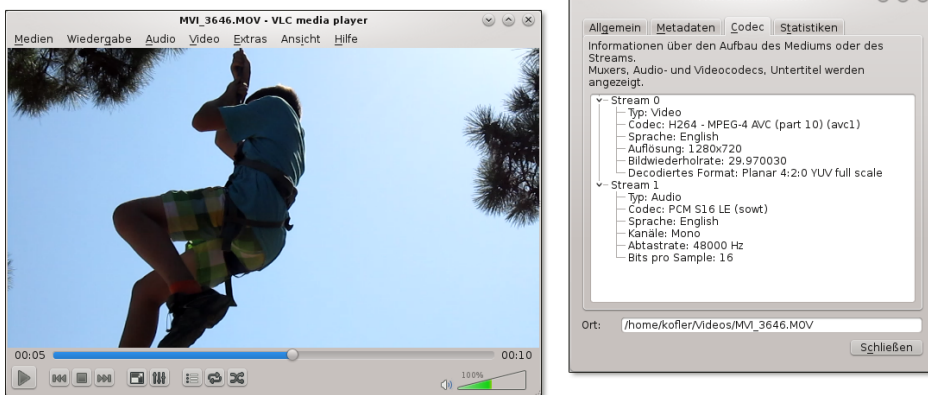 MVI_3646.MOV - VLC media player
Medien Wiedergabe Audio Video Extras Ansicht Hilfe
00:05
00:10
100%
Allgemein Metadaten Codec Statistiken
Informationen über den Aufbau des Mediums oder des
Streams.
Muxers, Audio- und Videocodecs, Untertitel werden
angezeigt.
Stream 0
Typ: Video
Codec: H264 - MPEG-4 AVC (part 10) (avc1)
Sprache: English
Auflösung: 1280x720
Bildwiederholrate: 29.970030
Decodiertes Format: Planar 4:2:0 YUV full scale
Stream 1
Typ: Audio
Codec: PCM S16 LE (sowt)
Sprache: English
Kanäle: Mono
Abtastrate: 48000 Hz
Bits pro Sample: 16
Ort: /home/kofler/Videos/MVI_3646.MOV
Schließen